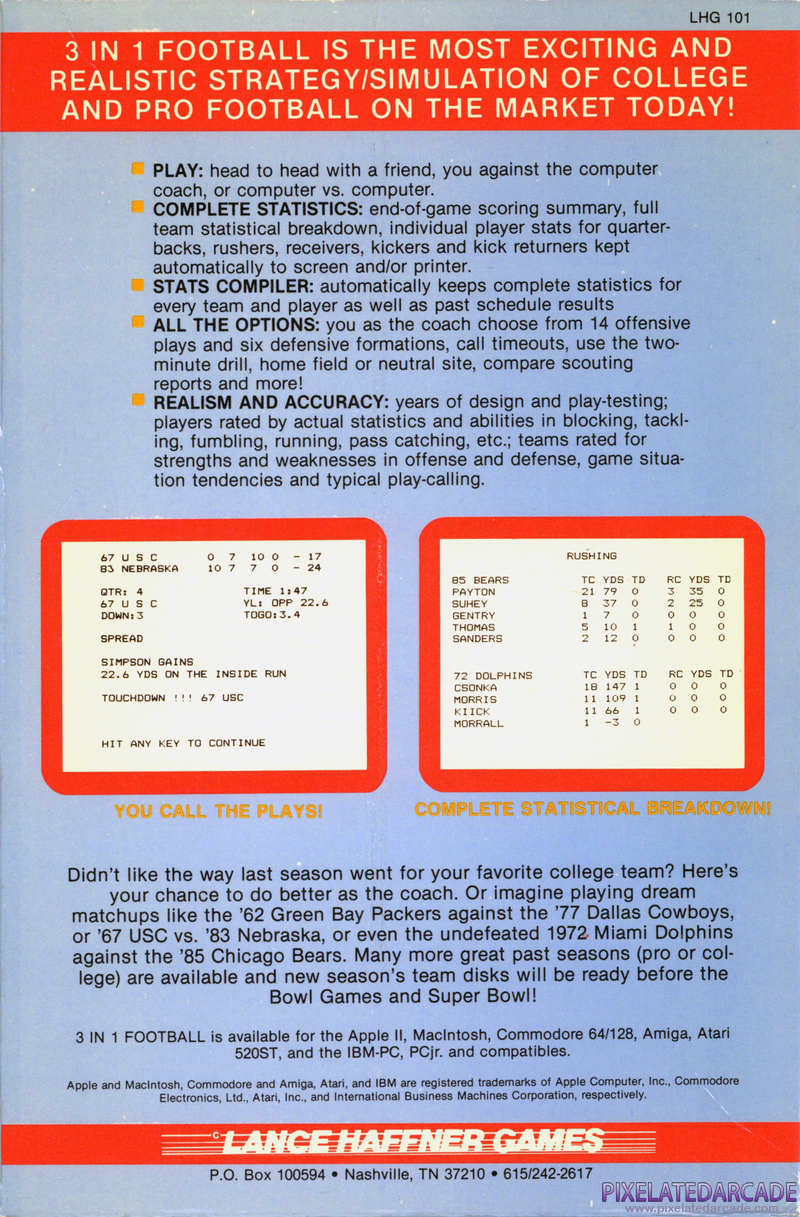 LHG 101
3 IN 1 FOOTBALL IS THE MOST EXCITING AND
REALISTIC STRATEGY/SIMULATION OF COLLEGE
AND PRO FOOTBALL ON THE MARKET TODAY!
PLAY: head to head with a friend, you against the computer
coach, or computer vs. computer.
COMPLETE STATISTICS: end-of-game scoring summary, full
team statistical breakdown, individual player stats for quarter-
backs, rushers, receivers, kickers and kick returners kept
automatically to screen and/or printer.
STATS COMPILER: automatically keeps complete statistics for
every team and player as well as past schedule results
ALL THE OPTIONS: you as the coach choose from 14 offensive
plays and six defensive formations, call timeouts, use the two-
minute drill, home field or neutral site, compare scouting
reports and more!
REALISM AND ACCURACY: years of design and play-testing;
players rated by actual statistics and abilities in blocking, tackl-
ing, fumbling, running, pass catching, etc.; teams rated for
strengths and weaknesses in offense and defense, game situa-
tion tendencies and typical play-calling.
67 U S C 0 7 10 0 - 17
83 NEBRASKA 10 7 7 0 - 24
QTR: 4 TIME 1:47
67 U S C YL: OPP 22.6
DOWN:3 TOGO:3.4
SPREAD
SIMPSON GAINS
22.6 YDS ON THE INSIDE RUN
TOUCHDOWN !!! 67 USC
HIT ANY KEY TO CONTINUE
YOU CALL THE PLAYS!
RUSHING
85 BEARS TC YDS TD RC YDS TD
PAYTON 21 79 0 3 35 0
SUHEY 8 37 0 2 25 0
GENTRY 1 7 0 0 0 0
THOMAS 5 10 1 1 0 0
SANDERS 2 12 0 0 0 0
72 DOLPHINS TC YDS TD RC YDS TD
CSONKA 18 147 1 0 0 0
MORRIS 11 109 1 0 0 0
KIICK 11 66 1 0 0 0
MORRALL 1 -3 0
COMPLETE STATISTICAL BREAKDOWN!
Didn't like the way last season went for your favorite college team? Here's
your chance to do better as the coach. Or imagine playing dream
matchups like the '62 Green Bay Packers against the '77 Dallas Cowboys,
or '67 USC vs. '83 Nebraska, or even the undefeated 1972 Miami Dolphins
against the '85 Chicago Bears. Many more great past seasons (pro or col-
lege) are available and new season's team disks will be ready before the
Bowl Games and Super Bowl!
3 IN 1 FOOTBALL is available for the Apple II, MacIntosh, Commodore 64/128, Amiga, Atari
520ST, and the IBM-PC, PCjr. and compatibles.
Apple and MacIntosh, Commodore and Amiga, Atari, and IBM are registered trademarks of Apple Computer, Inc., Commodore
Electronics, Ltd., Atari, Inc., and International Business Machines Corporation, respectively.
© LANCE HAFFNER GAMES
P.O. Box 100594 • Nashville, TN 37210 • 615/242-2617
PIXELATEDARCADE
www.pixelatedarcade.com